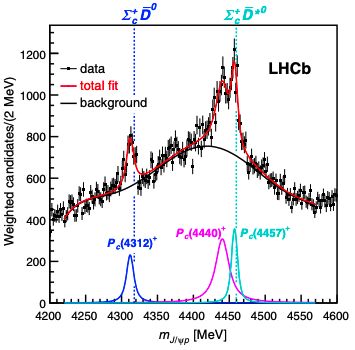 Σc+ D̄0 Σc+ D̄*0
1200
1000
800
600
400
200
0
Weighted candidates/(2 MeV)
data
total fit
background
LHCb
Pc(4312)+ Pc(4440)+ Pc(4457)+
4200 4250 4300 4350 4400 4450 4500 4550 4600
mJ/ψp [MeV]